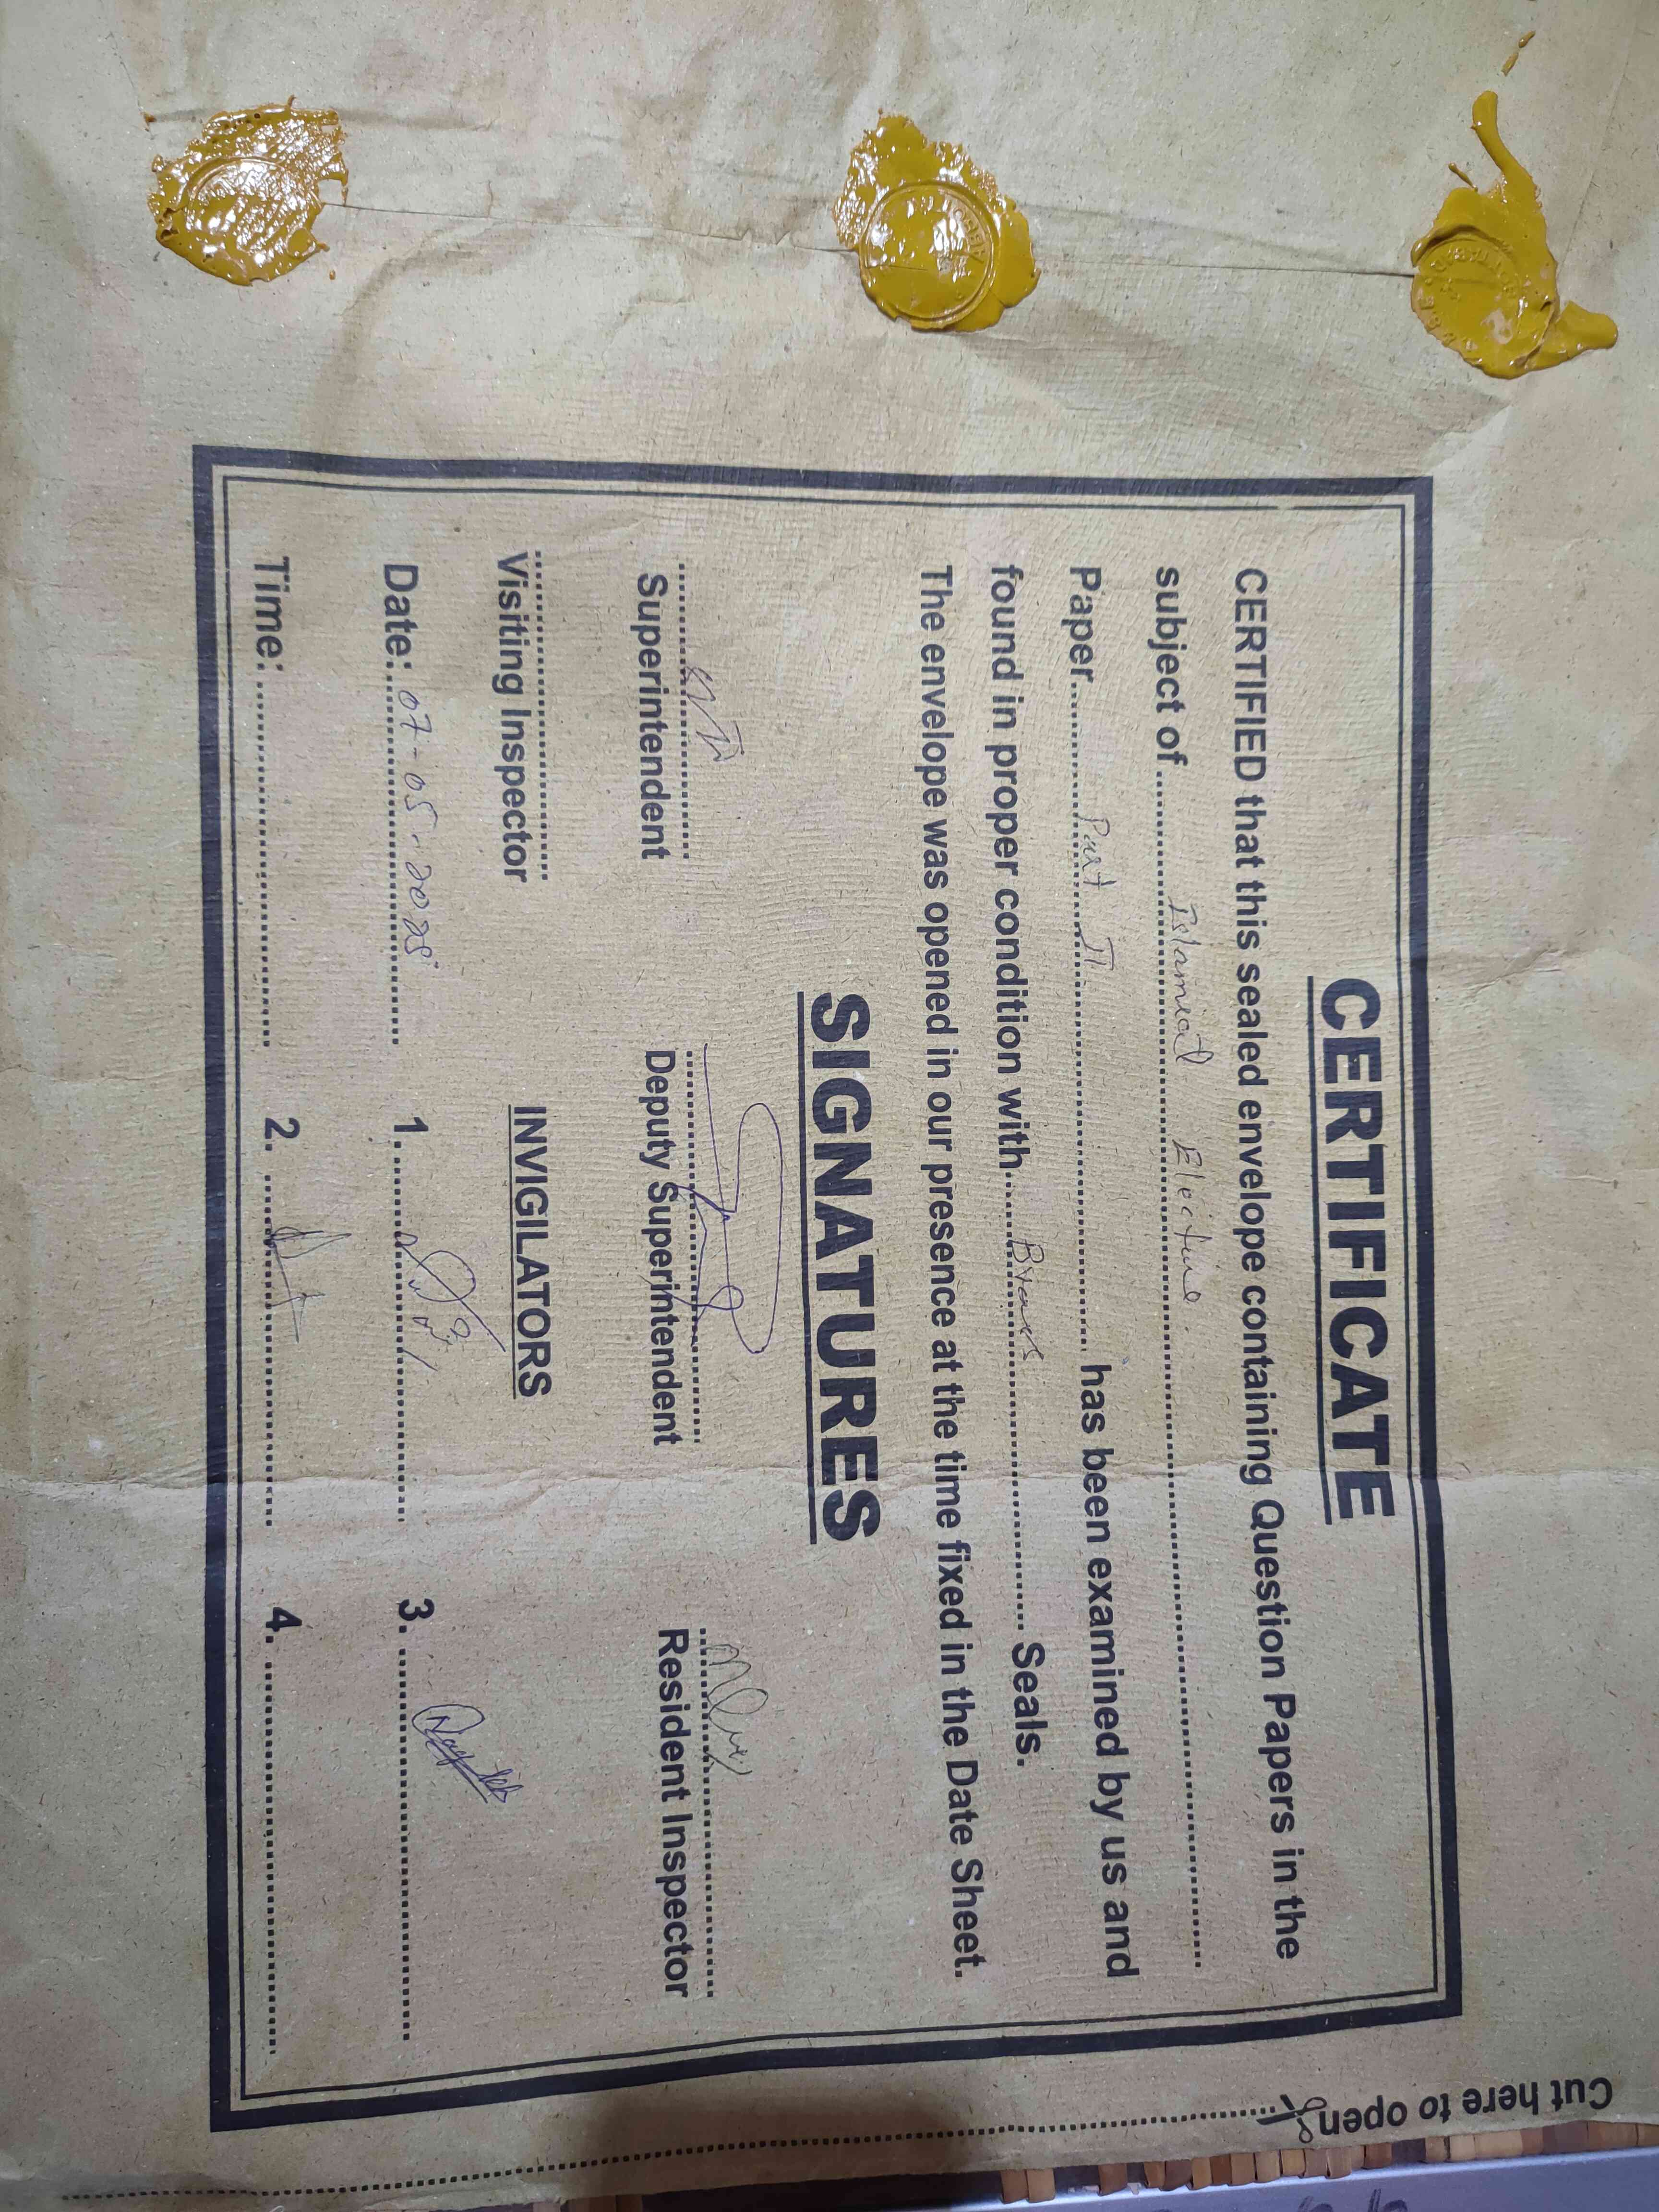 CERTIFICATE
CERTIFIED that this sealed envelope containing Question Papers in the
subject of Islamiat Elective
Paper Part II has been examined by us and
found in proper condition with Brass Seals.
The envelope was opened in our presence at the time fixed in the Date Sheet.
SIGNATURES
Superintendent Deputy Superintendent Resident Inspector
Visiting Inspector INVIGILATORS
Date: 07-05-2025 1. 3.
Time: 2. 4.
Cut here to open